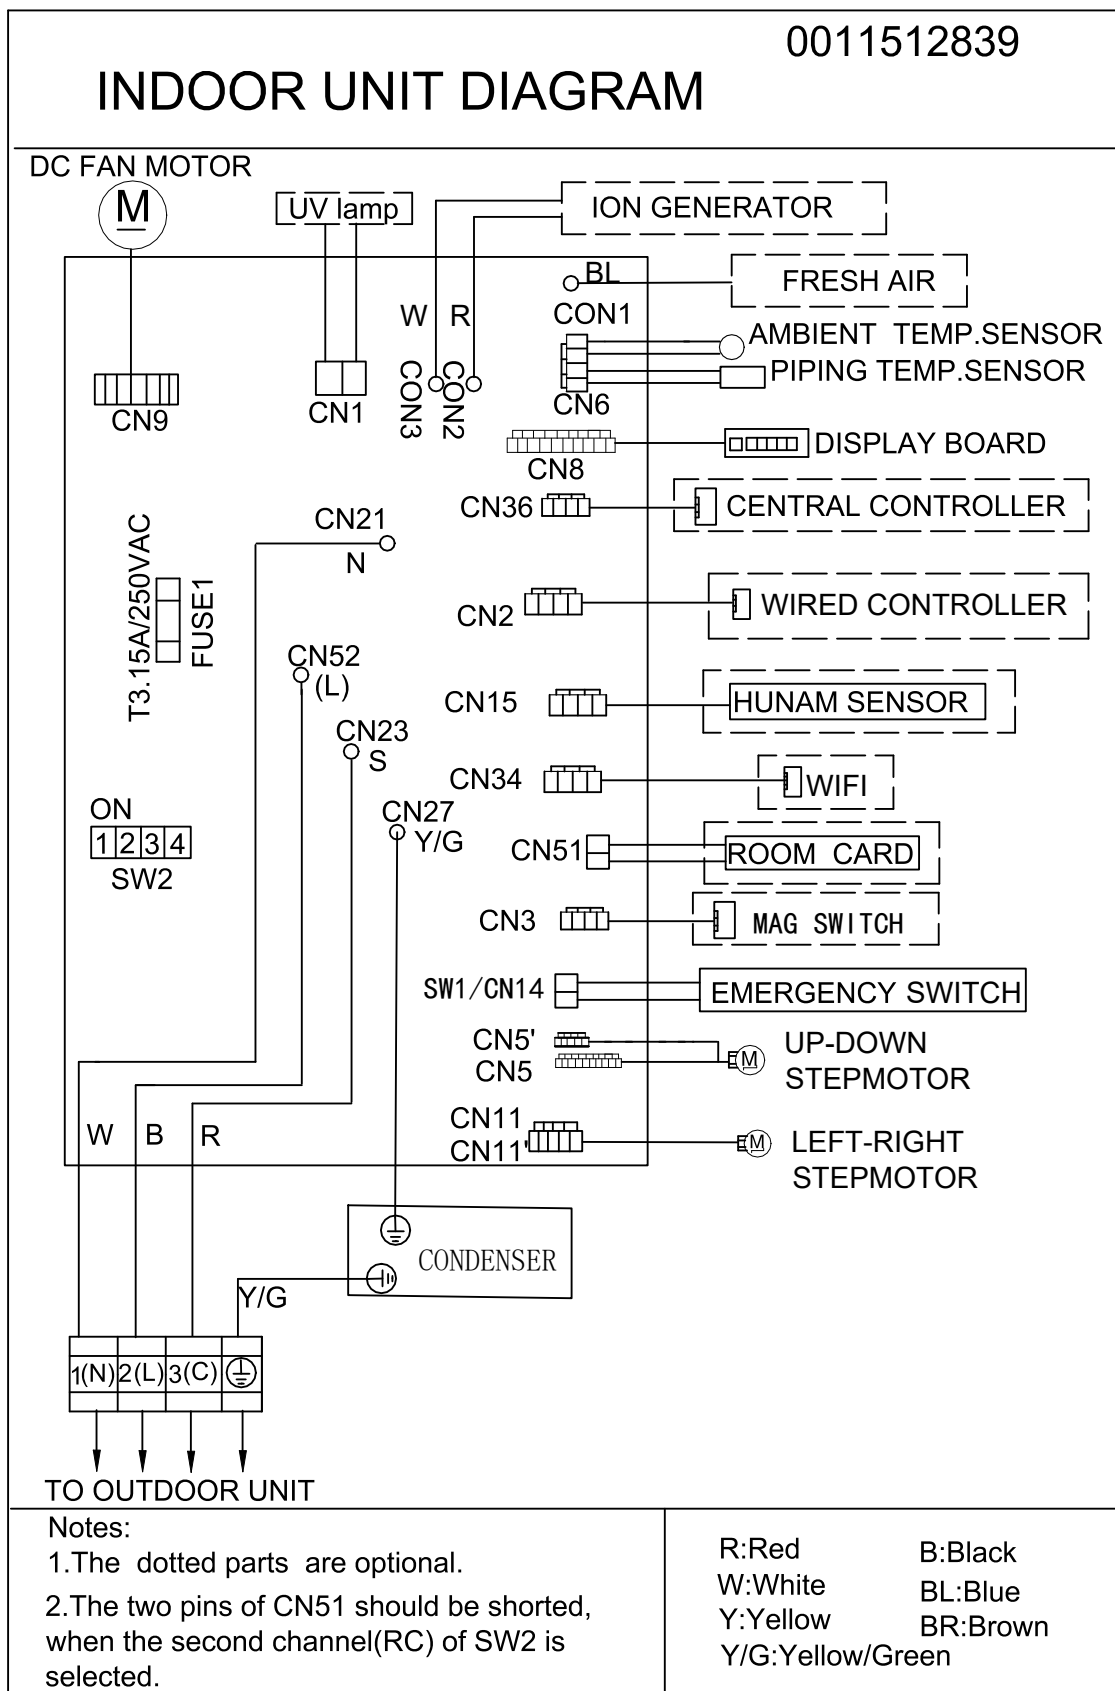 0011512839
INDOOR UNIT DIAGRAM
DC FAN MOTOR
M
UV lamp
ION GENERATOR
BL
FRESH AIR
W R
CON1
AMBIENT TEMP.SENSOR
PIPING TEMP.SENSOR
CN9
CN1
CON3
CON2
CN6
CN8
DISPLAY BOARD
CN36
CENTRAL CONTROLLER
CN21
N
T3.15A/250VAC
FUSE1
CN2
WIRED CONTROLLER
CN52
(L)
CN15
HUNAM SENSOR
CN23
S
CN34
WIFI
ON
1 2 3 4
SW2
CN27
Y/G
CN51
ROOM CARD
CN3
MAG SWITCH
SW1/CN14
EMERGENCY SWITCH
CN5'
CN5
M
UP-DOWN
STEPMOTOR
W B R
CN11
CN11'
M
LEFT-RIGHT
STEPMOTOR
CONDENSER
Y/G
1(N) 2(L) 3(C)
TO OUTDOOR UNIT
Notes:
1.The dotted parts are optional.
2.The two pins of CN51 should be shorted,
when the second channel(RC) of SW2 is
selected.
R:Red B:Black
W:White BL:Blue
Y:Yellow BR:Brown
Y/G:Yellow/Green